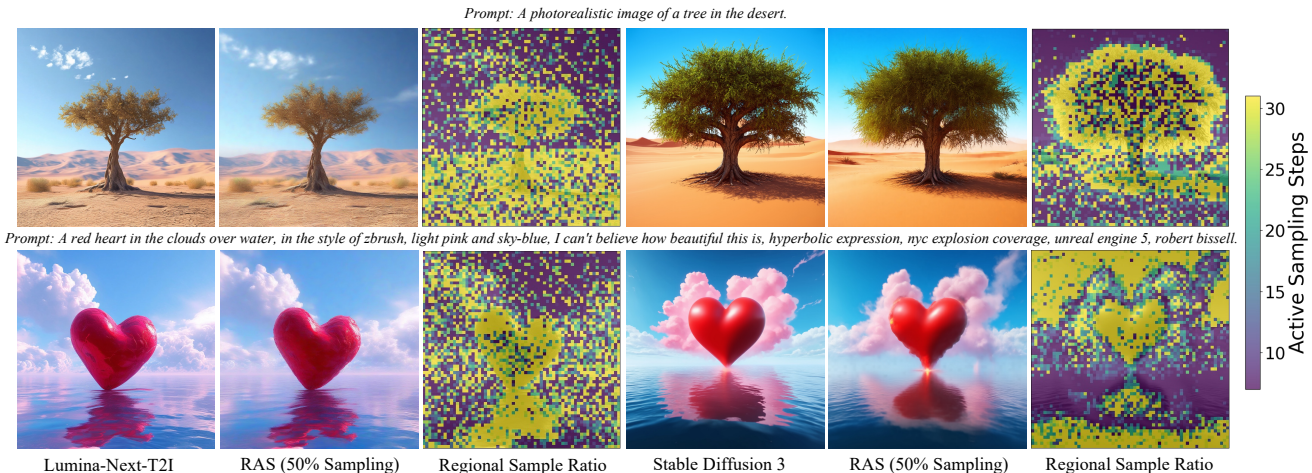 Prompt: A photorealistic image of a tree in the desert.
30
25
20
15
10
Active Sampling Steps
Prompt: A red heart in the clouds over water, in the style of zbrush, light pink and sky-blue, I can't believe how beautiful this is, hyperbolic expression, nyc explosion coverage, unreal engine 5, robert bissell.
Lumina-Next-T2I RAS (50% Sampling) Regional Sample Ratio Stable Diffusion 3 RAS (50% Sampling) Regional Sample Ratio